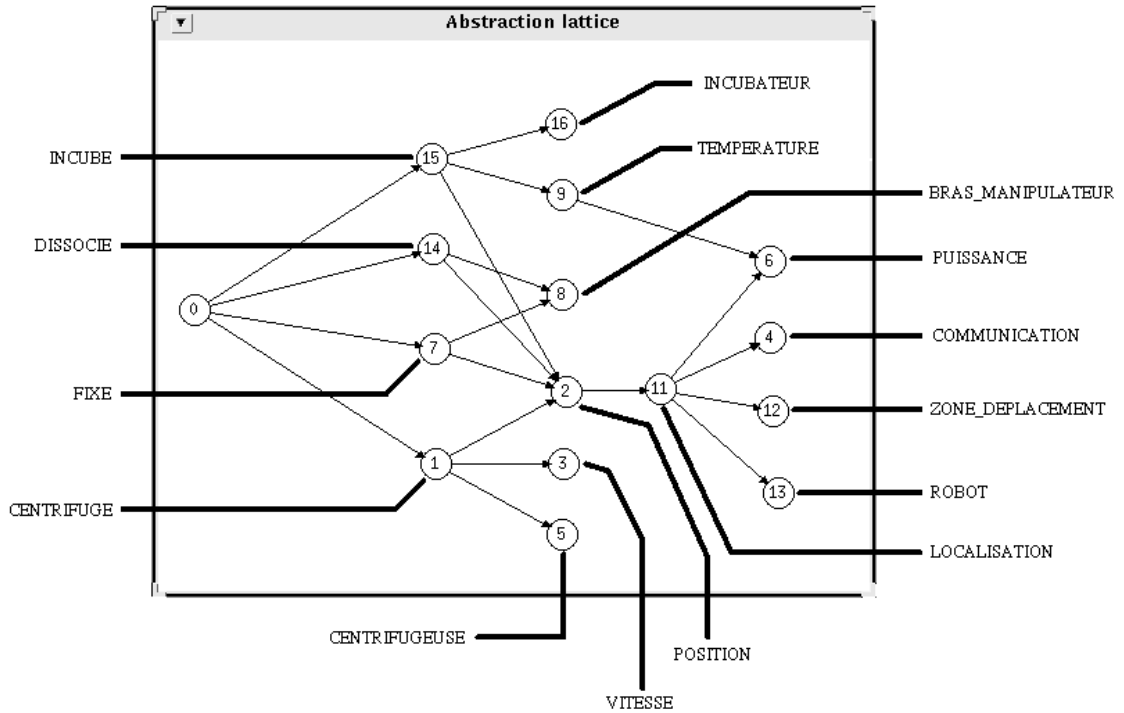 Abstraction lattice
INCUBATEUR
16
INCUBE
15
TEMPERATURE
9
BRAS_MANIPULATEUR
DISSOCIE
14
6
PUISSANCE
8
0
4
COMMUNICATION
7
FIXE
2
11
12
ZONE_DEPLACEMENT
1
3
13
ROBOT
CENTRIFUGE
5
LOCALISATION
CENTRIFUGEUSE
POSITION
VITESSE